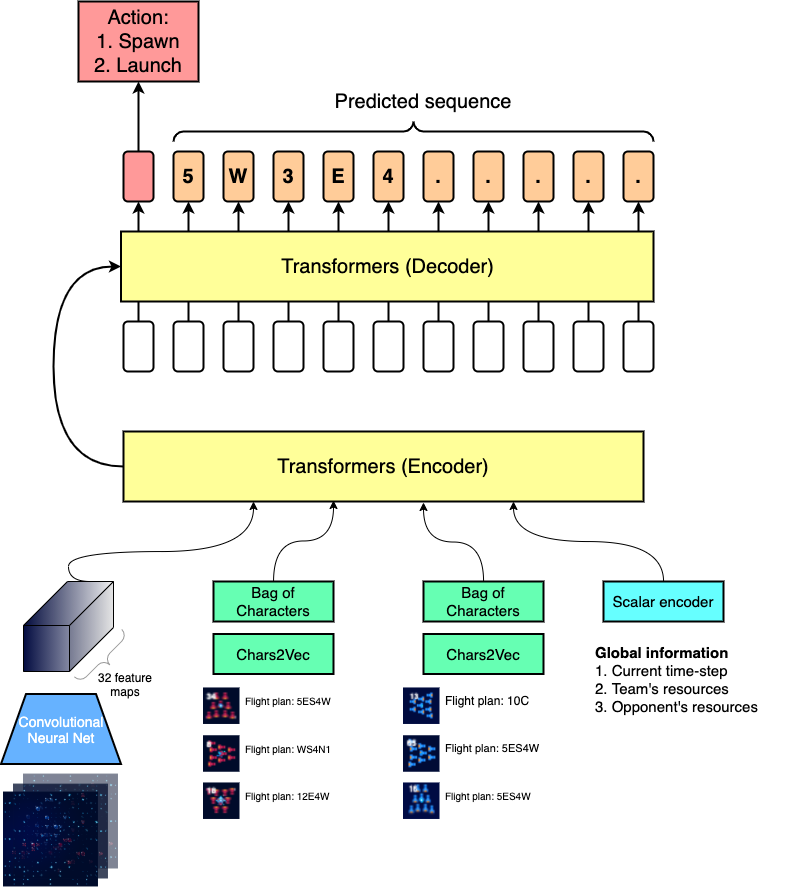 Action:
1. Spawn
2. Launch
Predicted sequence
5 W 3 E 4 . . . . .
Transformers (Decoder)
Transformers (Encoder)
32 feature
maps
Convolutional
Neural Net
Bag of
Characters
Chars2Vec
Flight plan: 5ES4W
Flight plan: WS4N1
18
Flight plan: 12E4W
Bag of
Characters
Chars2Vec
Flight plan: 10C
Flight plan: 5ES4W
Flight plan: 5ES4W
Scalar encoder
Global information
1. Current time-step
2. Team's resources
3. Opponent's resources